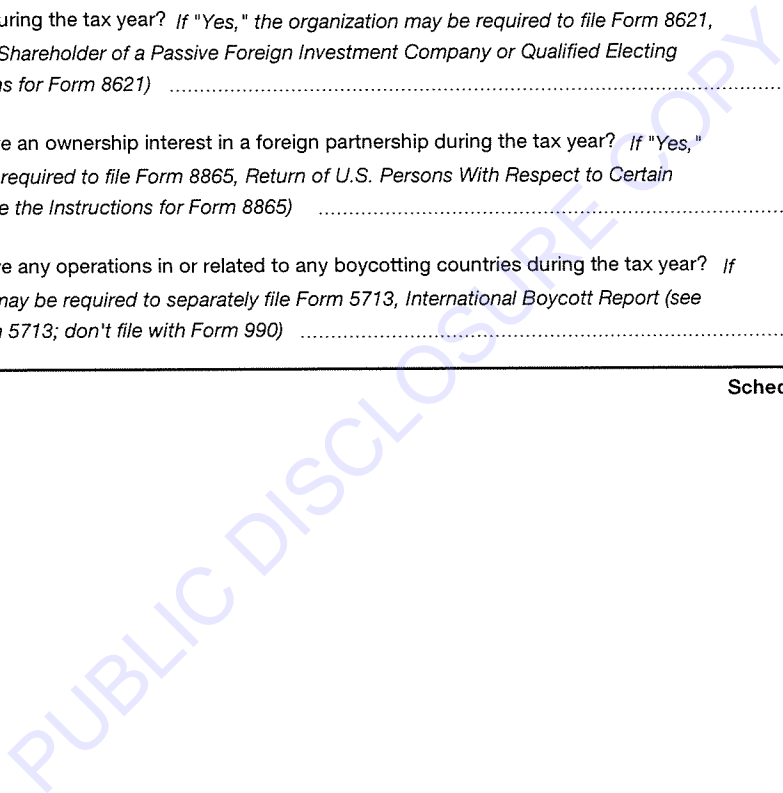 uring the tax year? If "Yes," the organization may be required to file Form 8621,
Shareholder of a Passive Foreign Investment Company or Qualified Electing
s for Form 8621) ................................................................................................
e an ownership interest in a foreign partnership during the tax year? If "Yes,"
required to file Form 8865, Return of U.S. Persons With Respect to Certain
e the Instructions for Form 8865) ................................................................................
e any operations in or related to any boycotting countries during the tax year? If
may be required to separately file Form 5713, International Boycott Report (see
5713; don't file with Form 990) ................................................................................
Sched
PUBLIC DISCLOSURE COPY